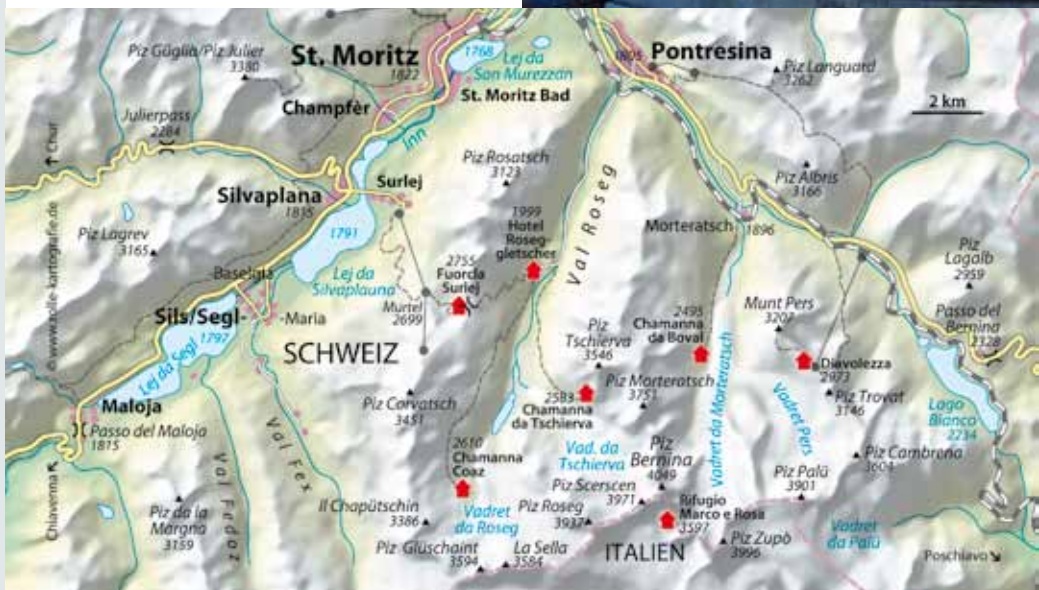 Piz Güglia/Piz Julier
3380
St. Moritz
1822
1768
Lej da
San Murezzan
1805
Pontresina
Piz Languard
3262
2 km
Champfèr
St. Moritz Bad
Julierpass
2284
Inn
Chur
Piz Rosatsch
3123
Piz Albris
3166
Silvaplana
1815
Surlej
Val Roseg
Morteratsch
1896
1999
Hotel
Roseg-
gletscher
Piz Lagrev
3165
1791
Lej da
Silvaplauna
2755
Fuorcla
Surlej
Piz
Lagalb
2959
Baselgia
Murtel
2699
Munt Pers
3207
Passo del
Bernina
2328
Sils/Segl-
-Maria
1797
Lej da Segl
SCHWEIZ
Piz
Tschierva
3546
2495
Chamanna
da Boval
Diavolezza
2973
Piz Morteratsch
3751
Piz Trovat
3146
Lago
Bianco
2234
Vadret da Morteratsch
Vadret Pers
Maloja
Passo del Maloja
1815
Piz Corvatsch
3451
2583
Chamanna
da Tschierva
Val Fex
Val Fedoz
2610
Chamanna
Coaz
Vad. da
Tschierva
Piz
Bernina
4049
Piz Cambrena
3604
Piz Palü
3901
Piz Scerscen
3971
Chiavenna
Piz da la
Margna
3159
Il Chapütschin
3386
Vadret
da Roseg
Piz Roseg
3937
Rifugio
Marco e Rosa
3597
Piz Zupò
3996
Vadret
da Palü
Piz Glüschaint
3594
La Sella
3584
ITALIEN
Poschiavo
© www.rolle-kartografie.de